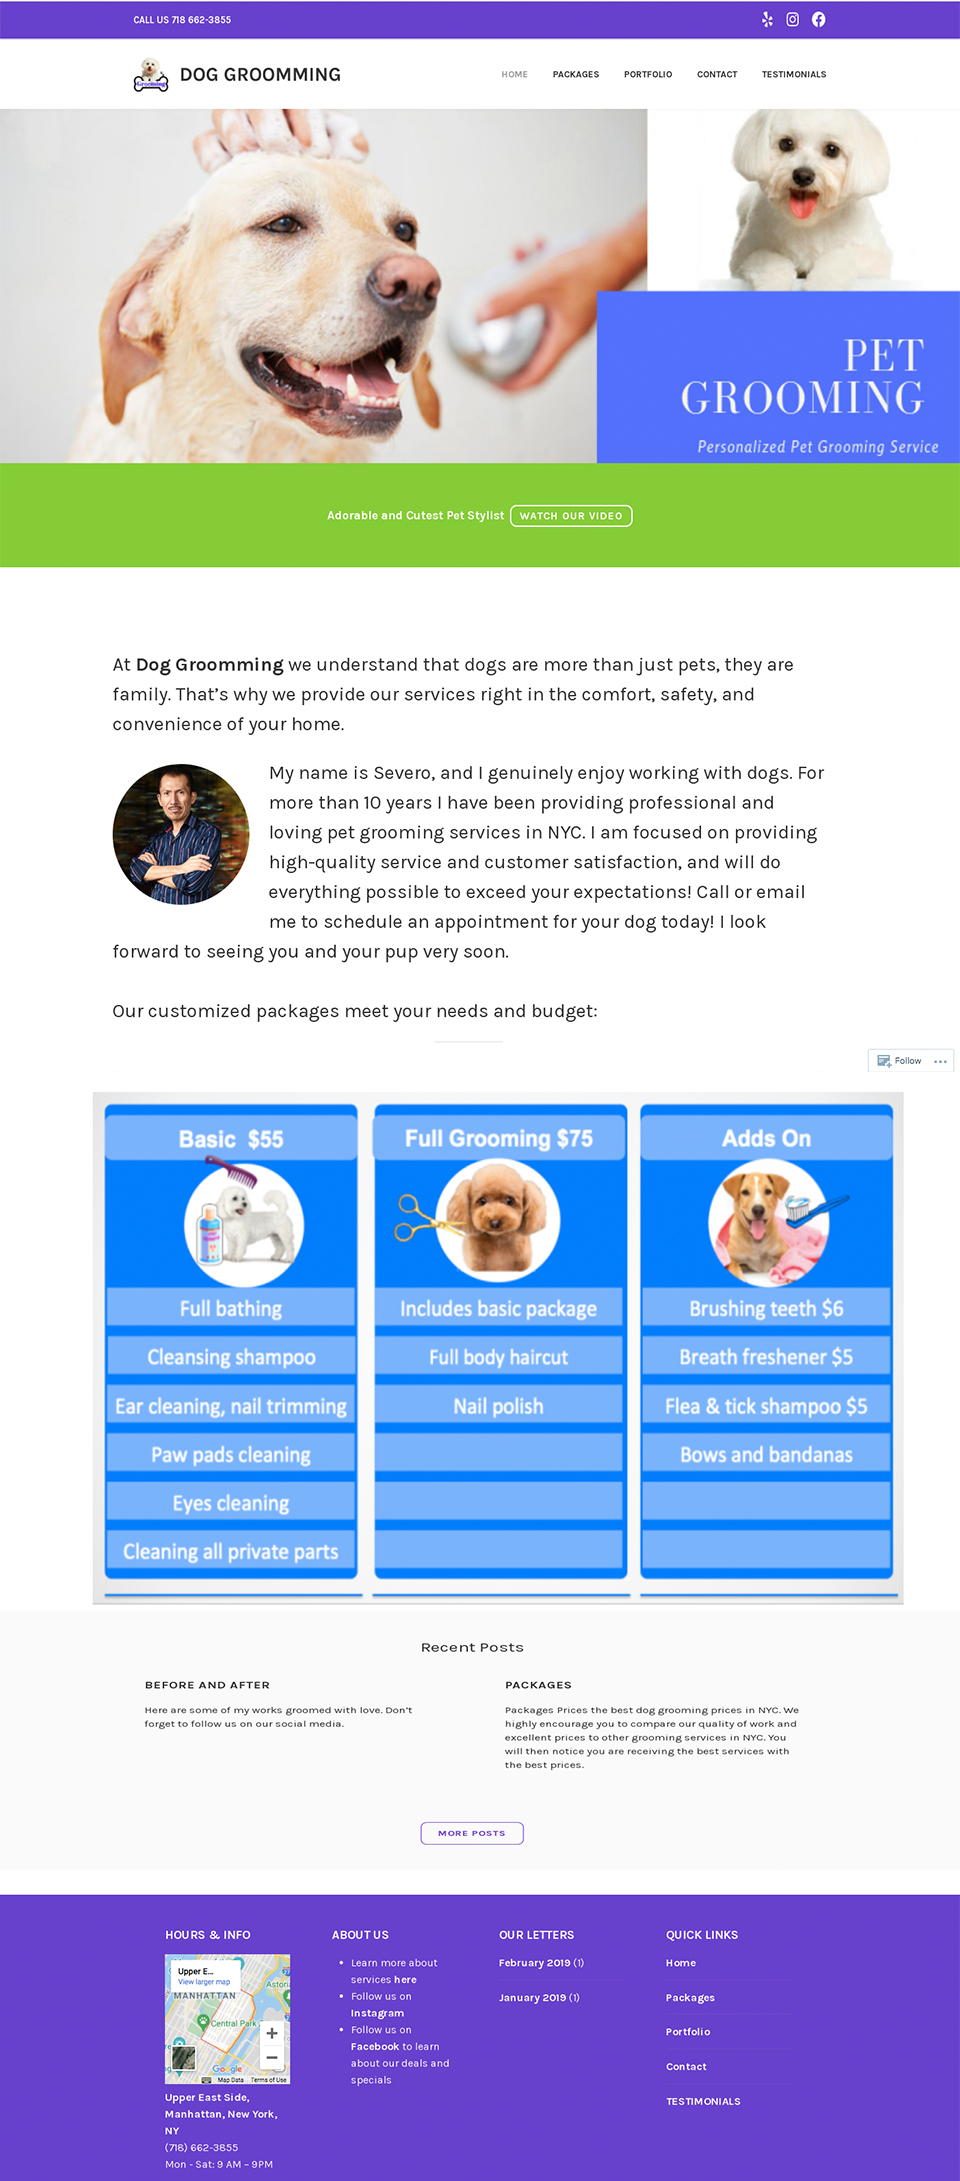 CALL US 718 662-3855
Grooming
DOG GROOMMING
HOME PACKAGES PORTFOLIO CONTACT TESTIMONIALS
PET
GROOMING
Personalized Pet Grooming Service
Adorable and Cutest Pet Stylist WATCH OUR VIDEO
At Dog Groomming we understand that dogs are more than just pets, they are
family. That’s why we provide our services right in the comfort, safety, and
convenience of your home.
My name is Severo, and I genuinely enjoy working with dogs. For
more than 10 years I have been providing professional and
loving pet grooming services in NYC. I am focused on providing
high-quality service and customer satisfaction, and will do
everything possible to exceed your expectations! Call or email
me to schedule an appointment for your dog today! I look
forward to seeing you and your pup very soon.
Our customized packages meet your needs and budget:
Follow
Basic $55
Full bathing
Cleansing shampoo
Ear cleaning, nail trimming
Paw pads cleaning
Eyes cleaning
Cleaning all private parts
Full Grooming $75
Includes basic package
Full body haircut
Nail polish
Adds On
Brushing teeth $6
Breath freshener $5
Flea & tick shampoo $5
Bows and bandanas
Recent Posts
BEFORE AND AFTER
Here are some of my works groomed with love. Don’t
forget to follow us on our social media.
PACKAGES
Packages Prices the best dog grooming prices in NYC. We
highly encourage you to compare our quality of work and
excellent prices to other grooming services in NYC. You
will then notice you are receiving the best services with
the best prices.
MORE POSTS
HOURS & INFO
Upper E...
View larger map
Astoria
MANHATTAN
Central Park
Google
Map Data Terms of Use
Upper East Side,
Manhattan, New York,
NY
(718) 662-3855
Mon - Sat: 9 AM – 9PM
ABOUT US
Learn more about
services here
Follow us on
Instagram
Follow us on
Facebook to learn
about our deals and
specials
OUR LETTERS
February 2019 (1)
January 2019 (1)
QUICK LINKS
Home
Packages
Portfolio
Contact
TESTIMONIALS